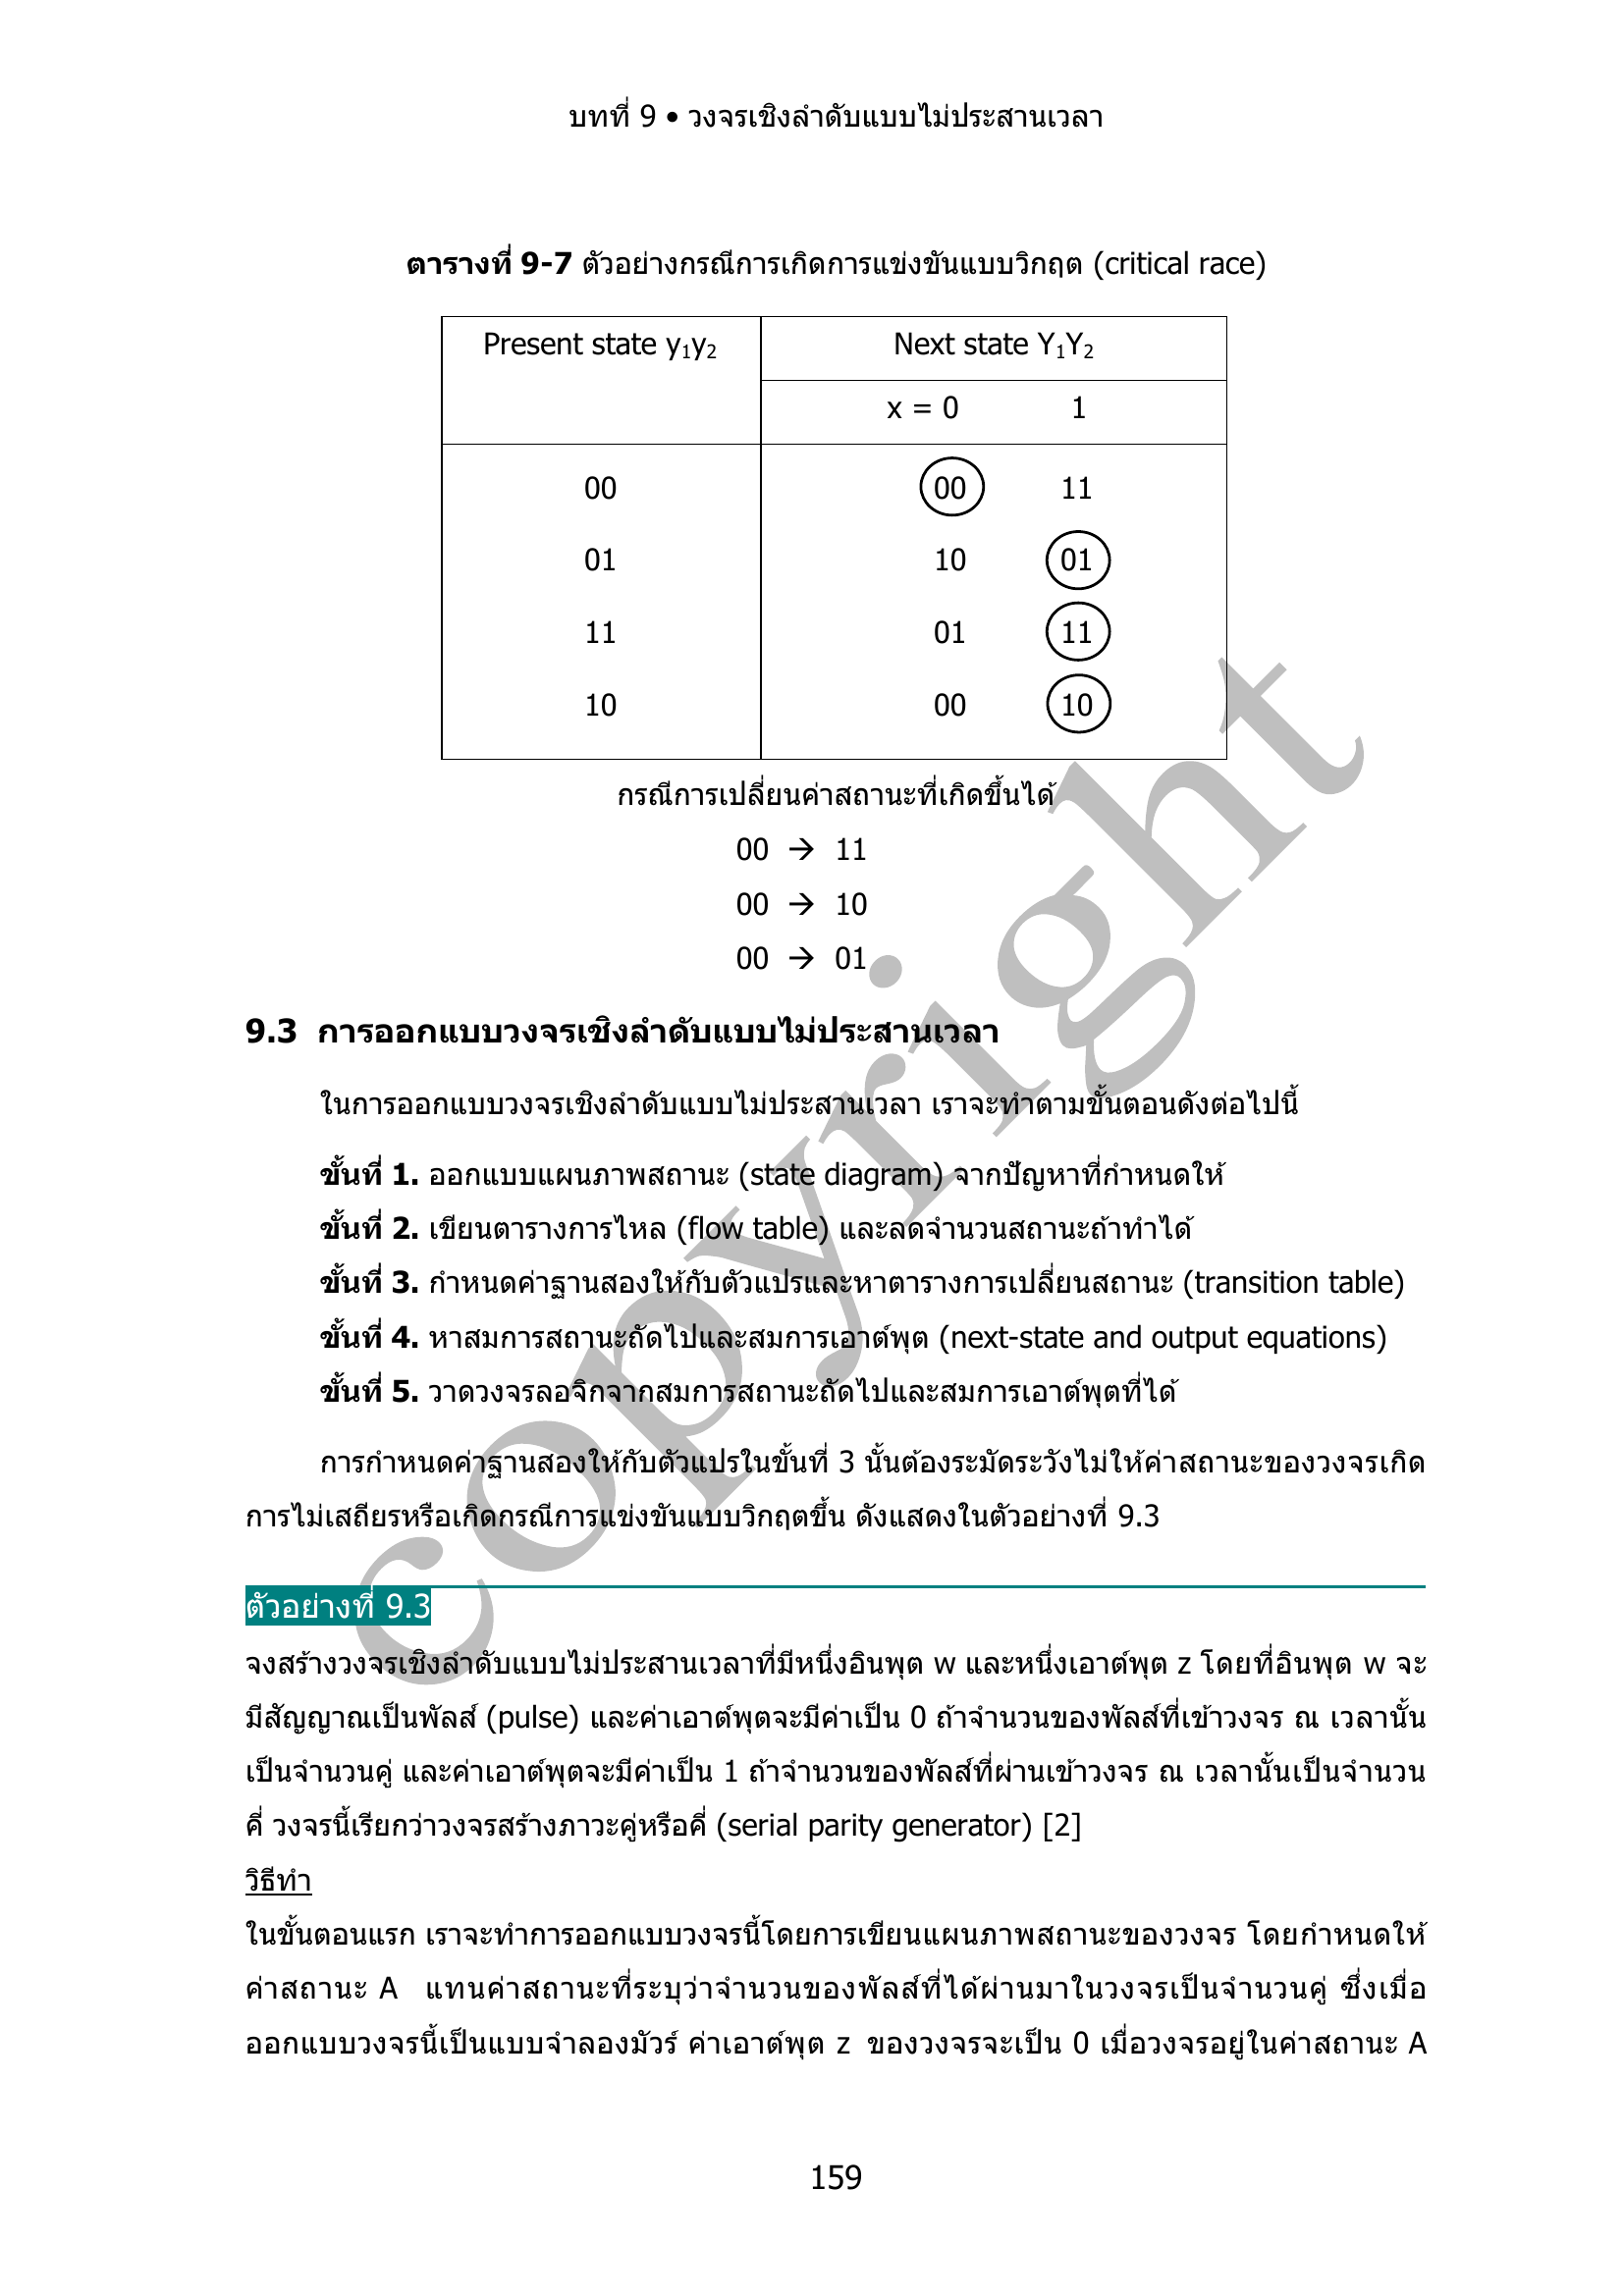 บทที่ 9 • วงจรเชิงลำดับแบบไม่ประสานเวลา
ตารางที่ 9-7 ตัวอย่างกรณีการเกิดการแข่งขันแบบวิกฤต (critical race)
Present state y₁y₂ Next state Y₁Y₂
x = 0 1
00 00 11
01 10 01
11 01 11
10 00 10
กรณีการเปลี่ยนค่าสถานะที่เกิดขึ้นได้
00 → 11
00 → 10
00 → 01
9.3 การออกแบบวงจรเชิงลำดับแบบไม่ประสานเวลา
ในการออกแบบวงจรเชิงลำดับแบบไม่ประสานเวลา เราจะทำตามขั้นตอนดังต่อไปนี้
ขั้นที่ 1. ออกแบบแผนภาพสถานะ (state diagram) จากปัญหาที่กำหนดให้
ขั้นที่ 2. เขียนตารางการไหล (flow table) และลดจำนวนสถานะถ้าทำได้
ขั้นที่ 3. กำหนดค่าฐานสองให้กับตัวแปรและหาตารางการเปลี่ยนสถานะ (transition table)
ขั้นที่ 4. หาสมการสถานะถัดไปและสมการเอาต์พุต (next-state and output equations)
ขั้นที่ 5. วาดวงจรลอจิกจากสมการสถานะถัดไปและสมการเอาต์พุตที่ได้
การกำหนดค่าฐานสองให้กับตัวแปรในขั้นที่ 3 นั้นต้องระมัดระวังไม่ให้ค่าสถานะของวงจรเกิด
การไม่เสถียรหรือเกิดกรณีการแข่งขันแบบวิกฤตขึ้น ดังแสดงในตัวอย่างที่ 9.3
ตัวอย่างที่ 9.3
จงสร้างวงจรเชิงลำดับแบบไม่ประสานเวลาที่มีหนึ่งอินพุต w และหนึ่งเอาต์พุต z โดยที่อินพุต w จะ
มีสัญญาณเป็นพัลส์ (pulse) และค่าเอาต์พุตจะมีค่าเป็น 0 ถ้าจำนวนของพัลส์ที่เข้าวงจร ณ เวลานั้น
เป็นจำนวนคู่ และค่าเอาต์พุตจะมีค่าเป็น 1 ถ้าจำนวนของพัลส์ที่ผ่านเข้าวงจร ณ เวลานั้นเป็นจำนวน
คี่ วงจรนี้เรียกว่าวงจรสร้างภาวะคู่หรือคี่ (serial parity generator) [2]
วิธีทำ
ในขั้นตอนแรก เราจะทำการออกแบบวงจรนี้โดยการเขียนแผนภาพสถานะของวงจร โดยกำหนดให้
ค่าสถานะ A แทนค่าสถานะที่ระบุว่าจำนวนของพัลส์ที่ได้ผ่านมาในวงจรเป็นจำนวนคู่ ซึ่งเมื่อ
ออกแบบวงจรนี้เป็นแบบจำลองมัวร์ ค่าเอาต์พุต z ของวงจรจะเป็น 0 เมื่อวงจรอยู่ในค่าสถานะ A
159
copyright